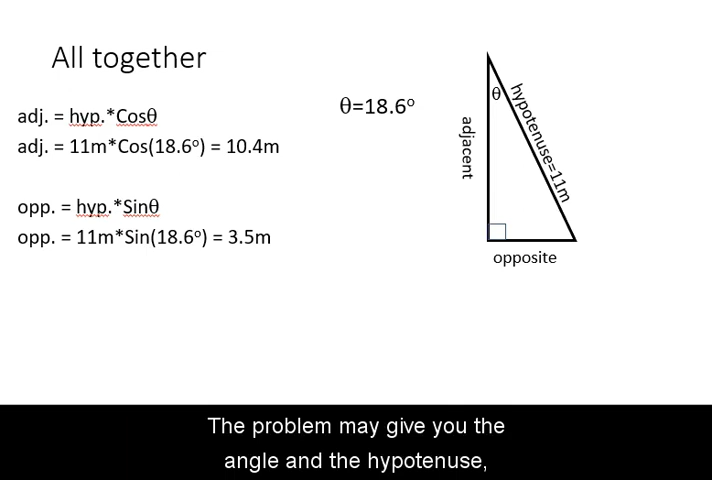 All together
adj. = hyp.*Cosθ
adj. = 11m*Cos(18.6º) = 10.4m
opp. = hyp.*Sinθ
opp. = 11m*Sin(18.6º) = 3.5m
θ=18.6º
θ
adjacent
hypotenuse=11m
opposite
The problem may give you the
angle and the hypotenuse,